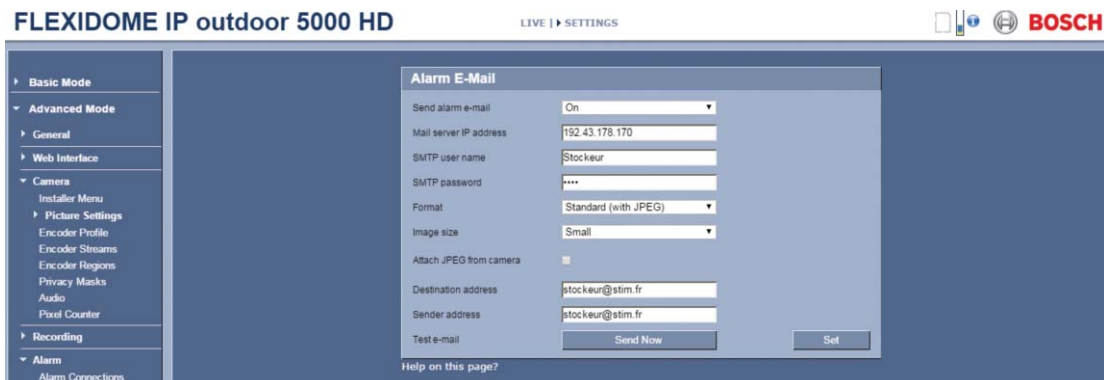 FLEXIDOME IP outdoor 5000 HD
LIVE | SETTINGS
BOSCH
Basic Mode
Advanced Mode
General
Web Interface
Camera
Installer Menu
Picture Settings
Encoder Profile
Encoder Streams
Encoder Regions
Privacy Masks
Audio
Pixel Counter
Recording
Alarm
Alarm Connections
Alarm E-Mail
Send alarm e-mail On
Mail server IP address 192.43.178.170
SMTP user name Stockeur
SMTP password ••••
Format Standard (with JPEG)
Image size Small
Attach JPEG from camera
Destination address stockeur@stim.fr
Sender address stockeur@stim.fr
Test e-mail Send Now Set
Help on this page?